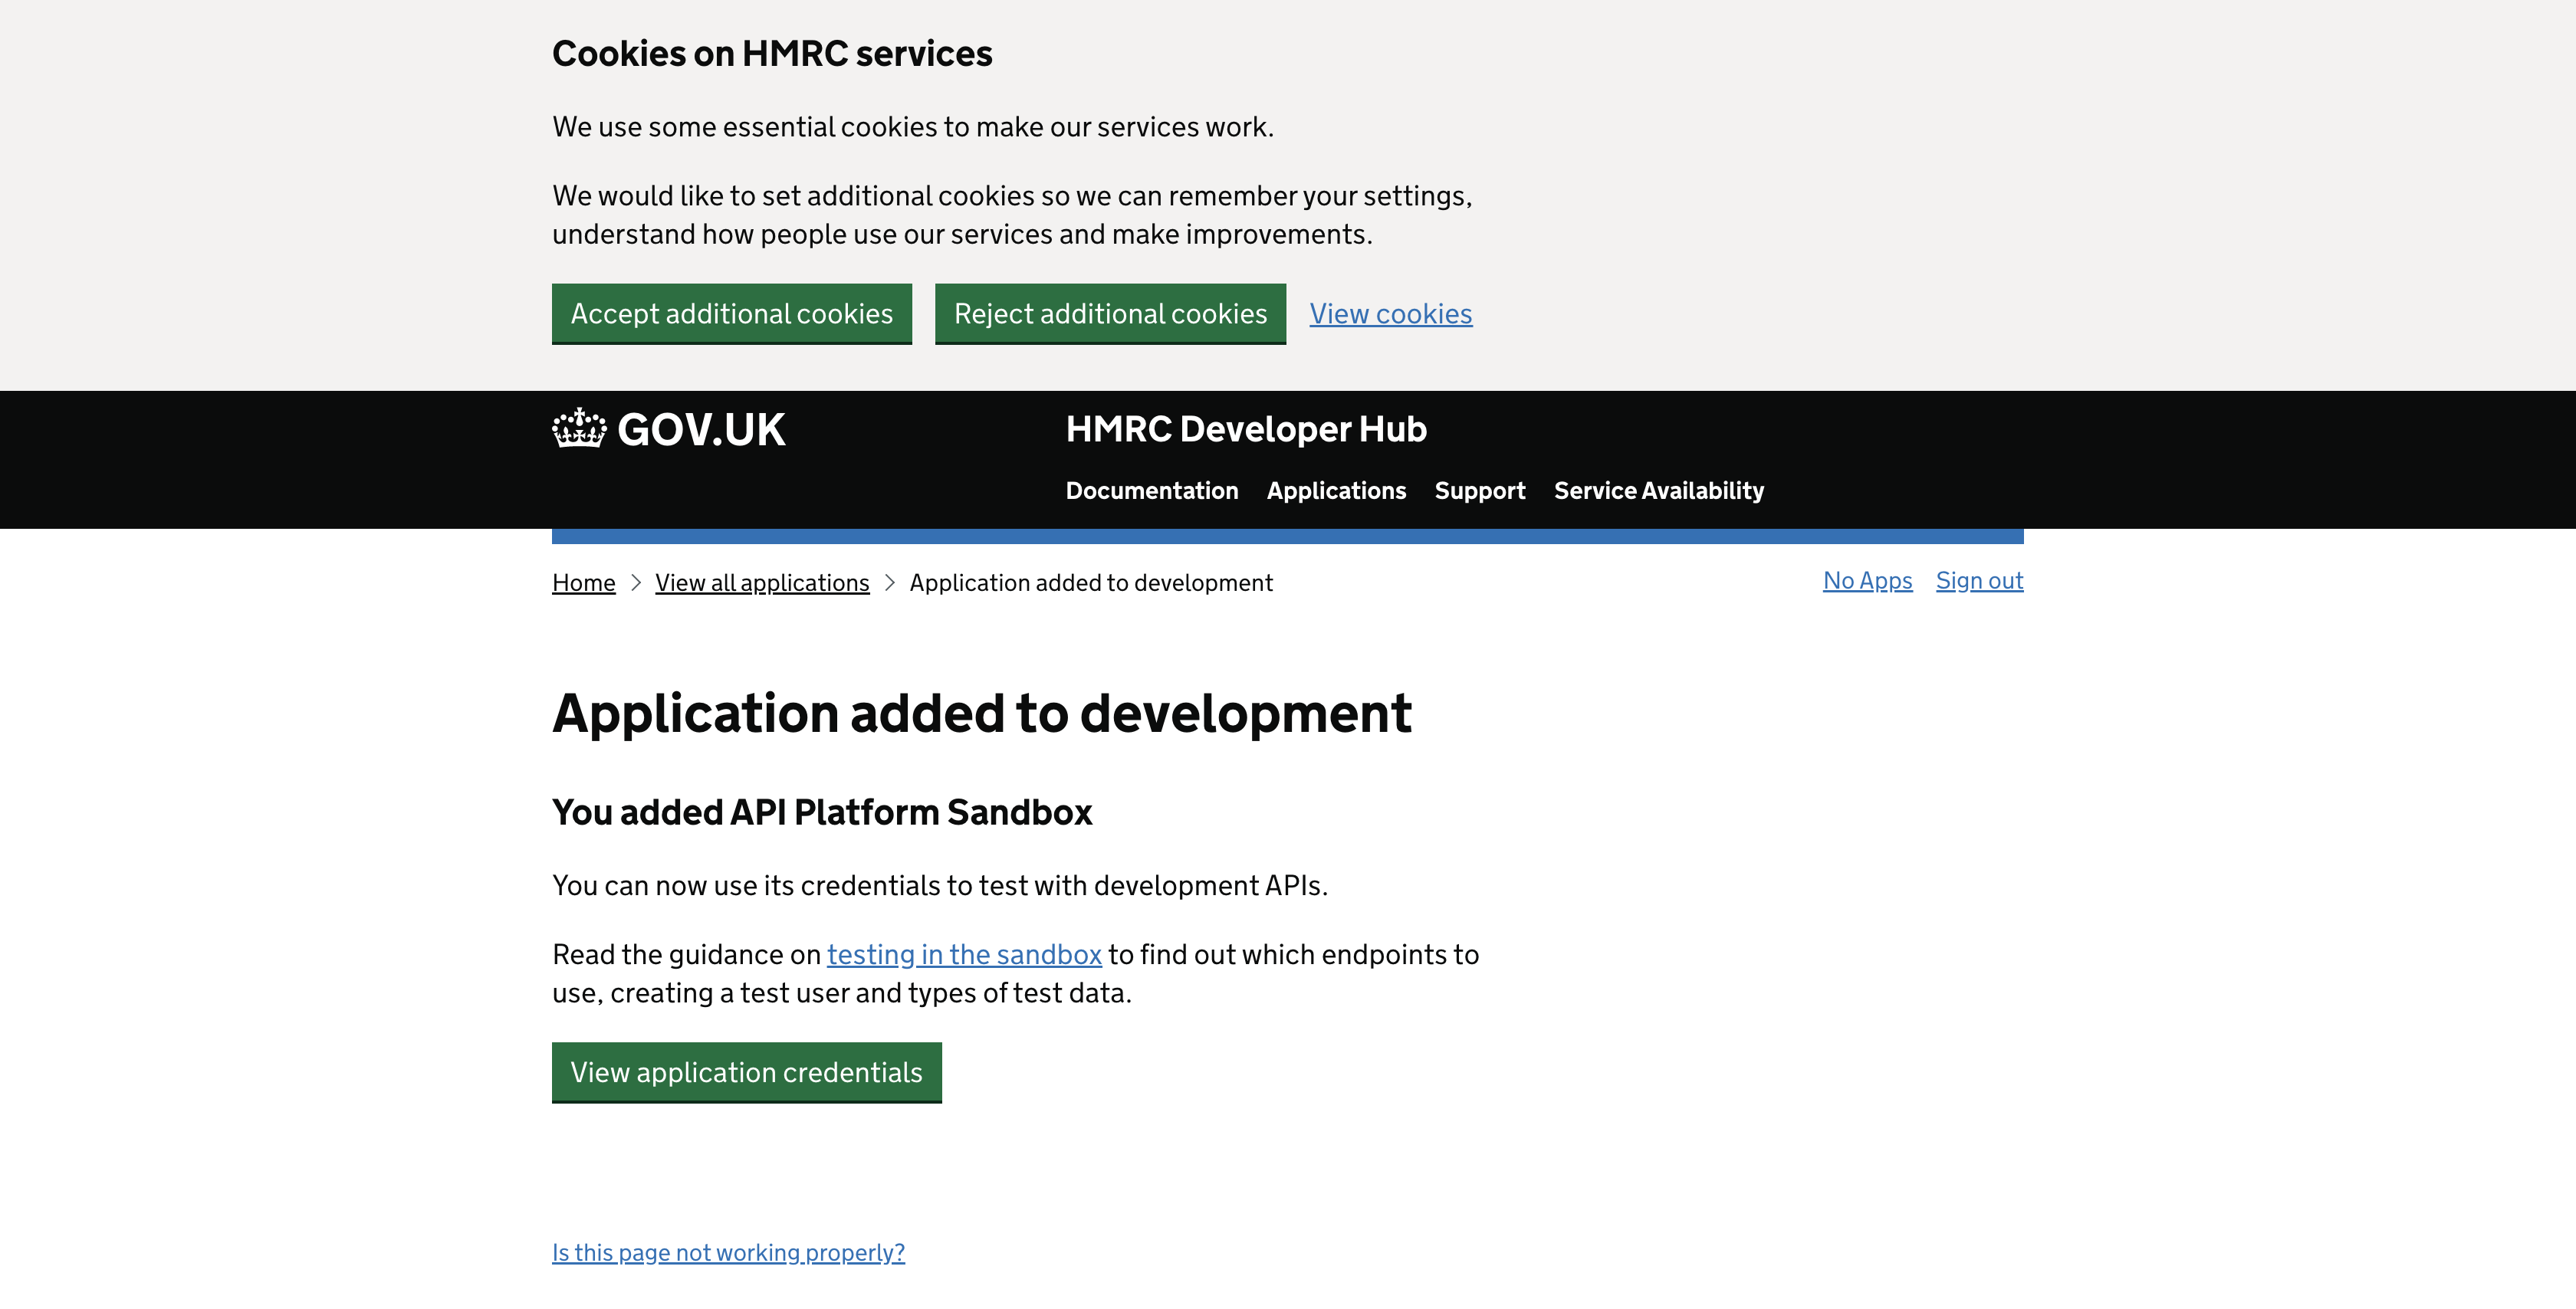 Cookies on HMRC services
We use some essential cookies to make our services work.
We would like to set additional cookies so we can remember your settings,
understand how people use our services and make improvements.
Accept additional cookies Reject additional cookies View cookies
GOV.UK HMRC Developer Hub
Documentation Applications Support Service Availability
Home View all applications Application added to development No Apps Sign out
Application added to development
You added API Platform Sandbox
You can now use its credentials to test with development APIs.
Read the guidance on testing in the sandbox to find out which endpoints to
use, creating a test user and types of test data.
View application credentials
Is this page not working properly?